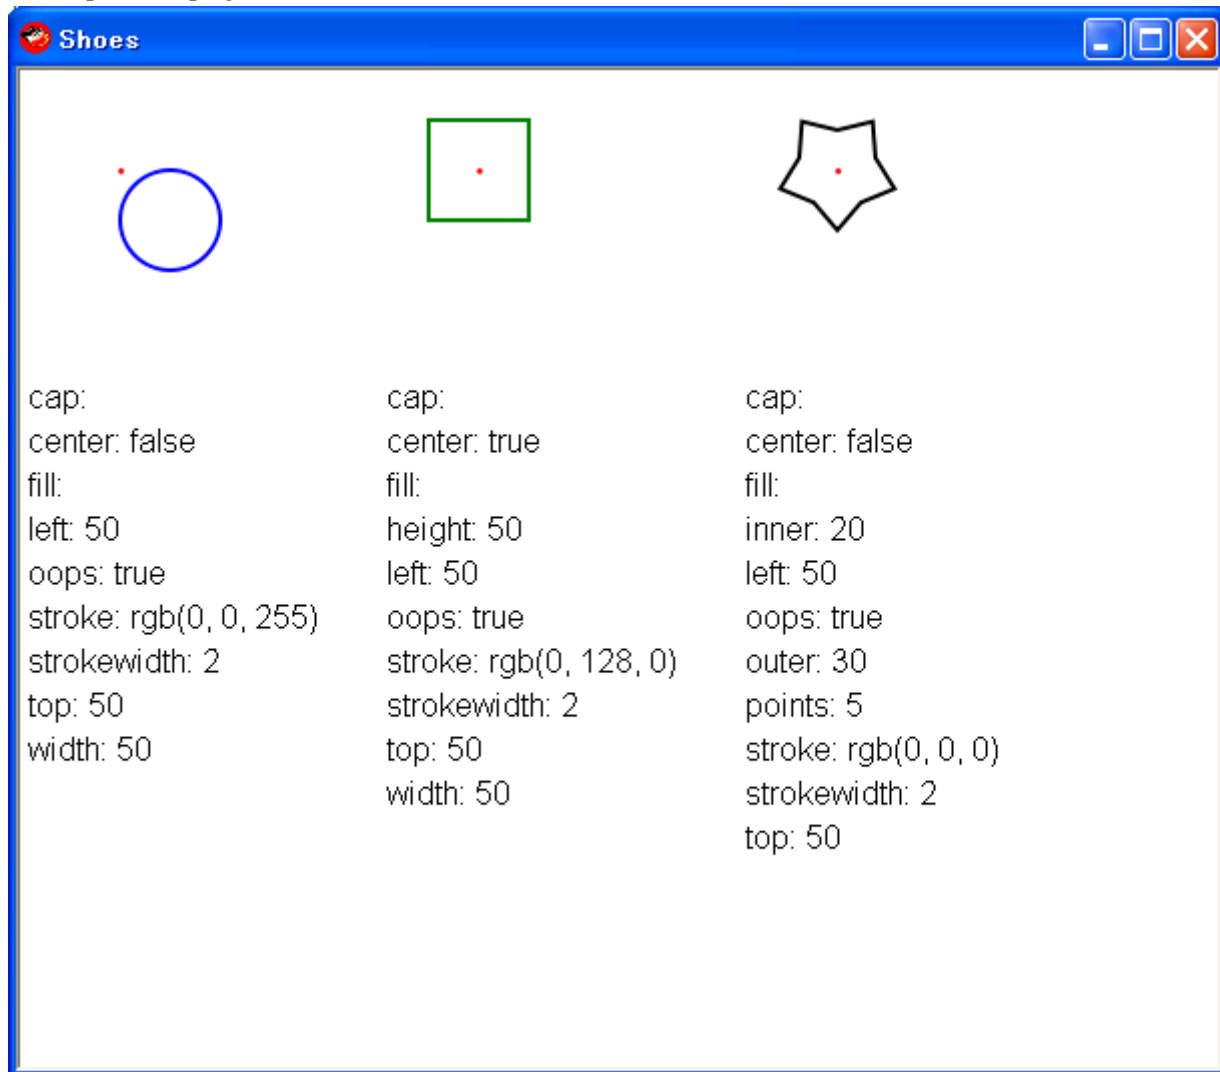 Shoes
cap:
center: false
fill:
left: 50
oops: true
stroke: rgb(0, 0, 255)
strokewidth: 2
top: 50
width: 50
cap:
center: true
fill:
height: 50
left: 50
oops: true
stroke: rgb(0, 128, 0)
strokewidth: 2
top: 50
width: 50
cap:
center: false
fill:
inner: 20
left: 50
oops: true
outer: 30
points: 5
stroke: rgb(0, 0, 0)
strokewidth: 2
top: 50